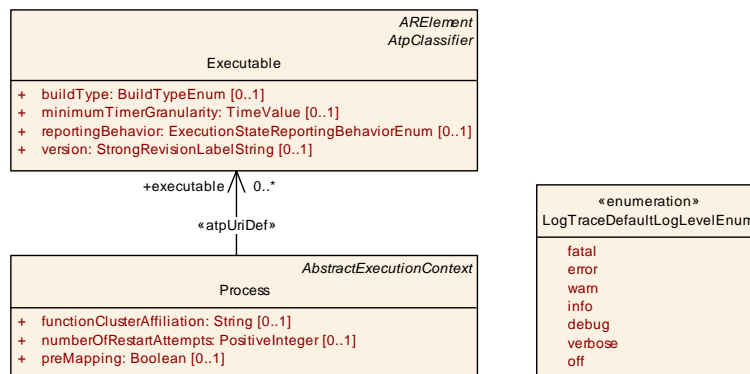 ARElement
AtpClassifier
Executable
+ buildType: BuildTypeEnum [0..1]
+ minimumTimerGranularity: TimeValue [0..1]
+ reportingBehavior: ExecutionStateReportingBehaviorEnum [0..1]
+ version: StrongRevisionLabelString [0..1]
+executable 0..*
«atpUriDef»
AbstractExecutionContext
Process
+ functionClusterAffiliation: String [0..1]
+ numberOfRestartAttempts: PositiveInteger [0..1]
+ preMapping: Boolean [0..1]
«enumeration»
LogTraceDefaultLogLevelEnum
fatal
error
warn
info
debug
verbose
off